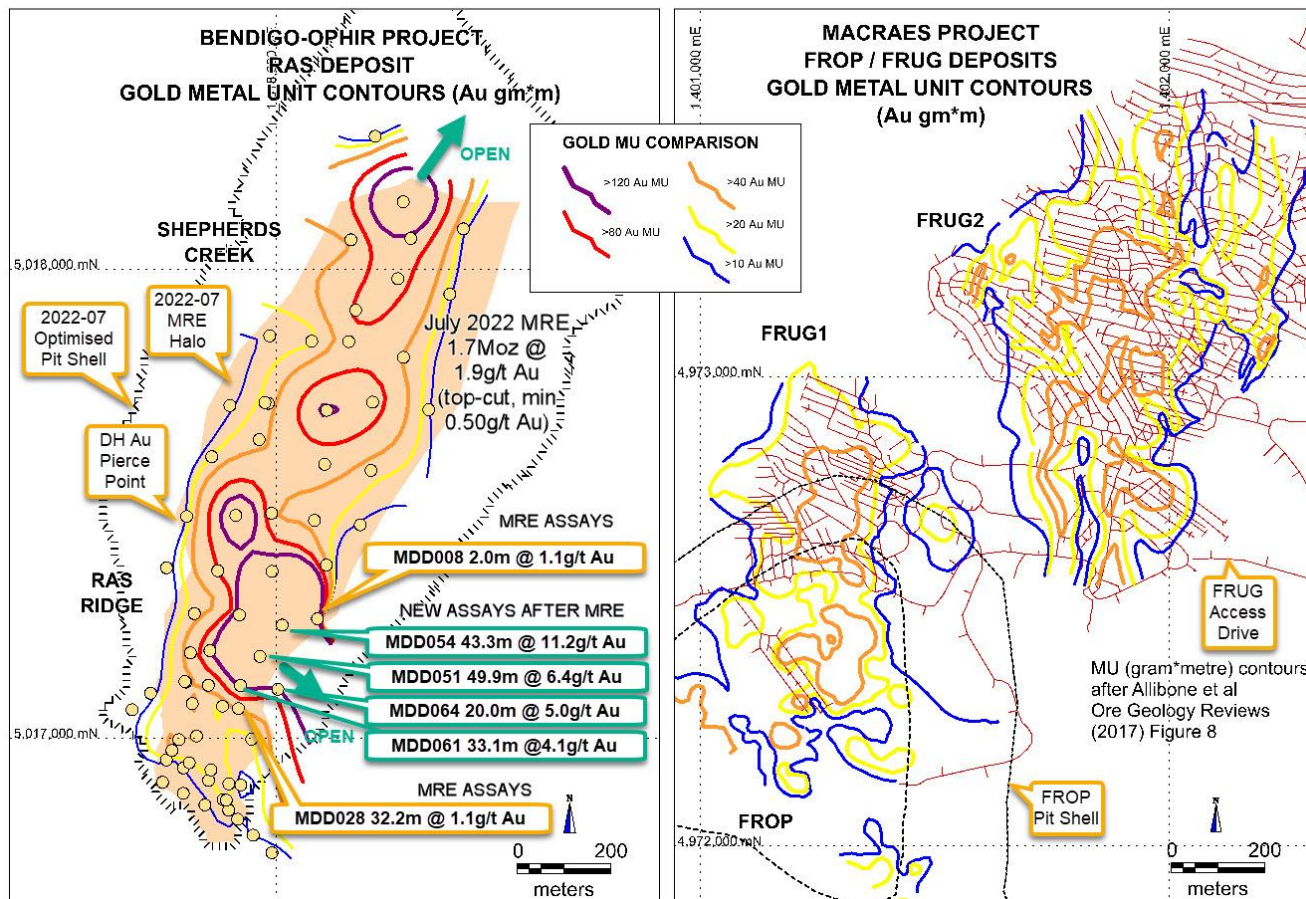 BENDIGO-OPHIR PROJECT
RAS DEPOSIT
GOLD METAL UNIT CONTOURS (Au gm*m)
OPEN
SHEPHERDS
CREEK
5,018,000 mN
2022-07
Optimised
Pit Shell
2022-07
MRE
Halo
July 2022 MRE
1.7Moz @
1.9g/t Au
(top-cut, min
0.50g/t Au)
DH Au
Pierce
Point
MRE ASSAYS
MDD008 2.0m @ 1.1g/t Au
RAS
RIDGE
NEW ASSAYS AFTER MRE
MDD054 43.3m @ 11.2g/t Au
MDD051 49.9m @ 6.4g/t Au
MDD064 20.0m @ 5.0g/t Au
MDD061 33.1m @4.1g/t Au
OPEN
5,017,000 mN
MRE ASSAYS
MDD028 32.2m @ 1.1g/t Au
N
0 200
meters
GOLD MU COMPARISON
>120 Au MU
>80 Au MU
>40 Au MU
>20 Au MU
>10 Au MU
MACRAES PROJECT
FROP / FRUG DEPOSITS
GOLD METAL UNIT CONTOURS
(Au gm*m)
1,401,000 mE
1,402,000 mE
FRUG2
FRUG1
4,973,000 mN
FRUG
Access
Drive
MU (gram*metre) contours
after Allibone et al
Ore Geology Reviews
(2017) Figure 8
FROP
Pit Shell
FROP
4,972,000 mN
N
0 200
meters